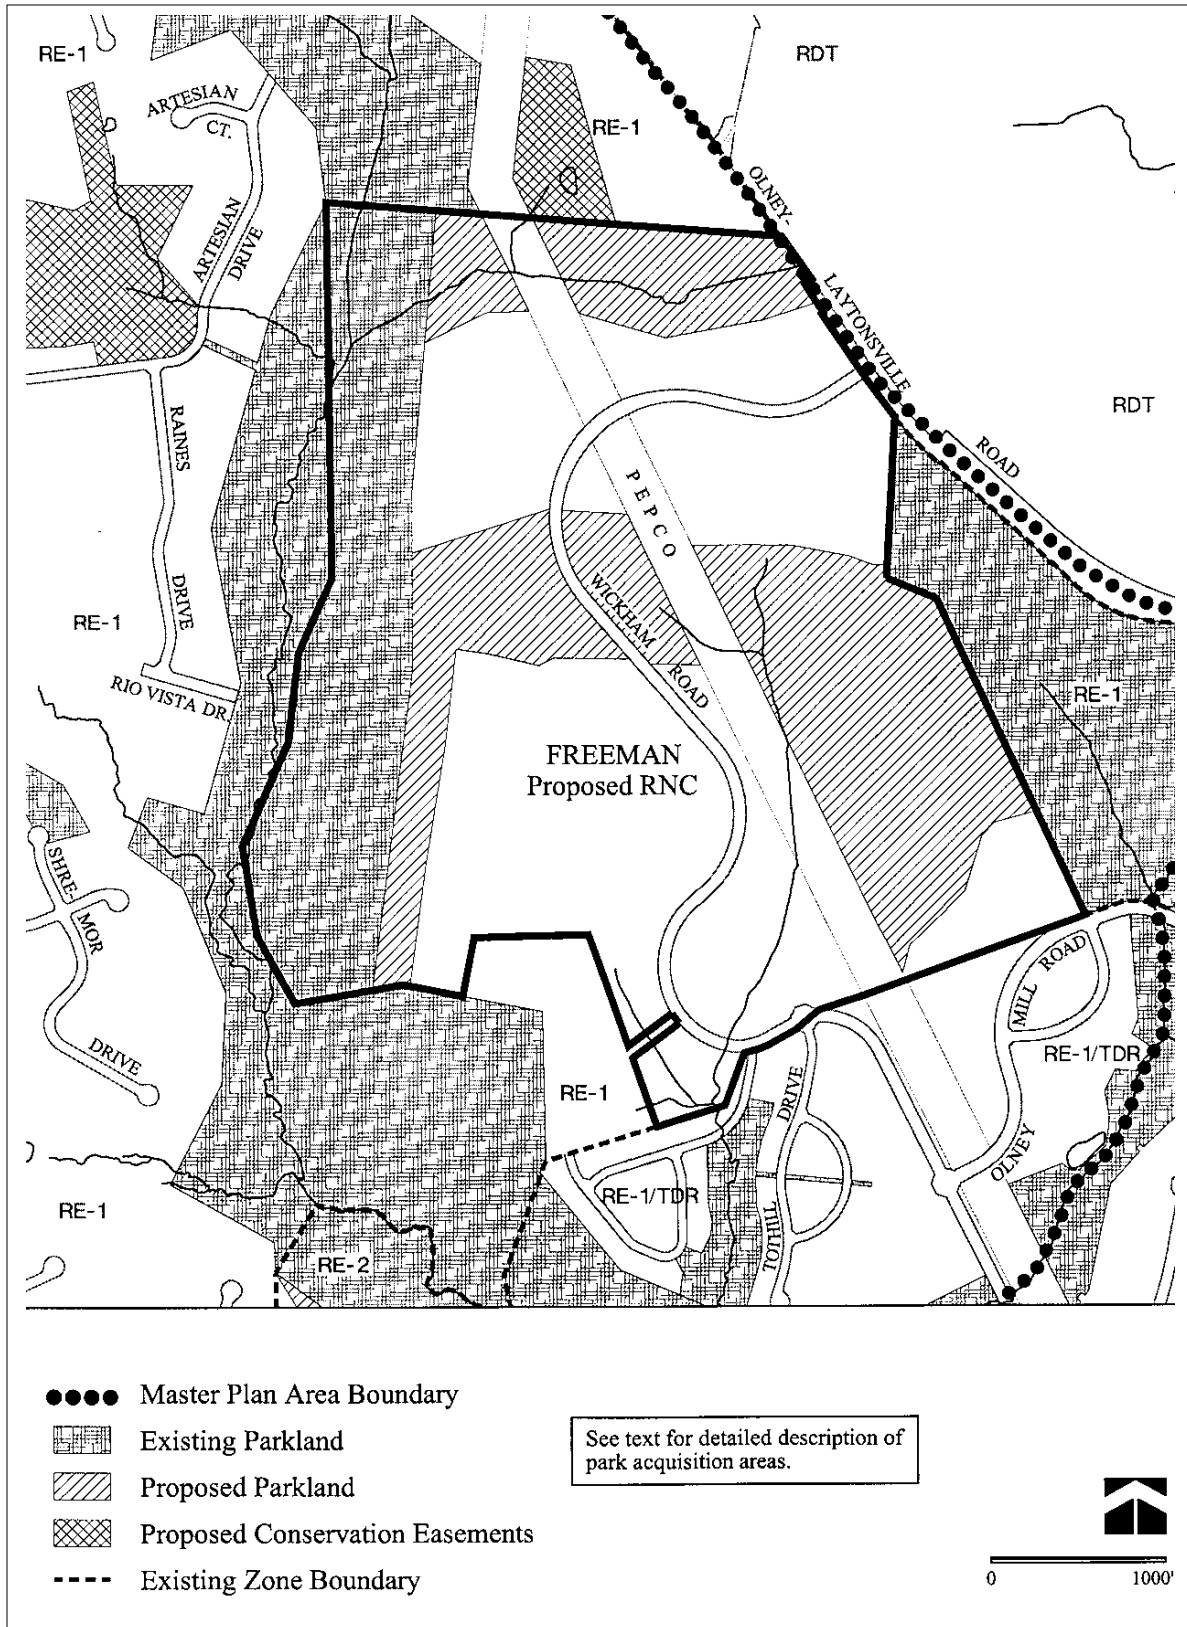 RE-1
RDT
ARTESIAN
CT.
RE-1
OLNEY-
ARTESIAN
DRIVE
LAYTONSVILLE
RDT
RAINES
ROAD
PEPCO
DRIVE
WICKHAM
RE-1
ROAD
RIO VISTA DR.
RE-1
FREEMAN
Proposed RNC
SHRE-
MOR
DRIVE
MILL ROAD
RE-1/TDR
RE-1
DRIVE
OLNEY
RE-1/TDR
RE-1
TOTHIL
RE-2
Master Plan Area Boundary
Existing Parkland
See text for detailed description of
park acquisition areas.
Proposed Parkland
Proposed Conservation Easements
Existing Zone Boundary
0 1000'